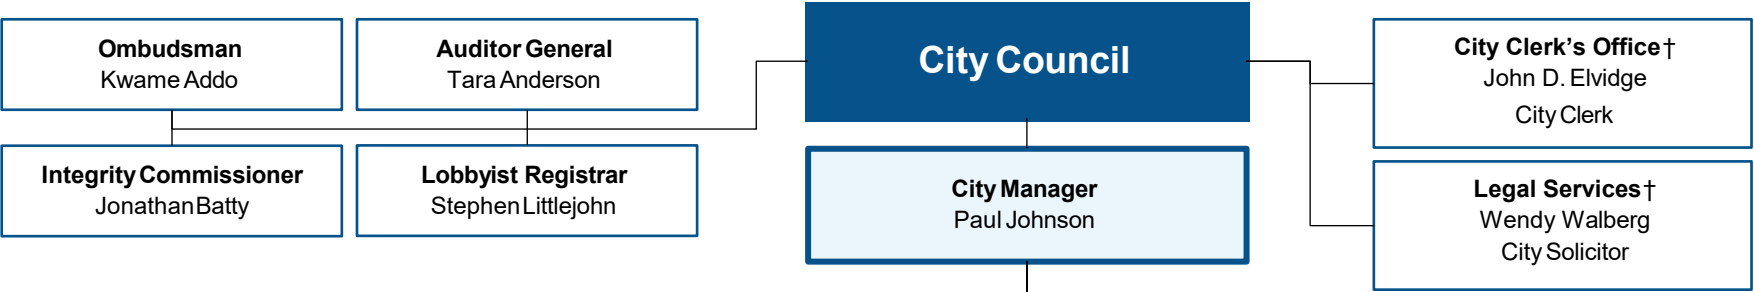 Ombudsman
Kwame Addo
Auditor General
Tara Anderson
City Council
City Clerk's Office†
John D. Elvidge
City Clerk
Integrity Commissioner
Jonathan Batty
Lobbyist Registrar
Stephen Littlejohn
City Manager
Paul Johnson
Legal Services†
Wendy Walberg
City Solicitor